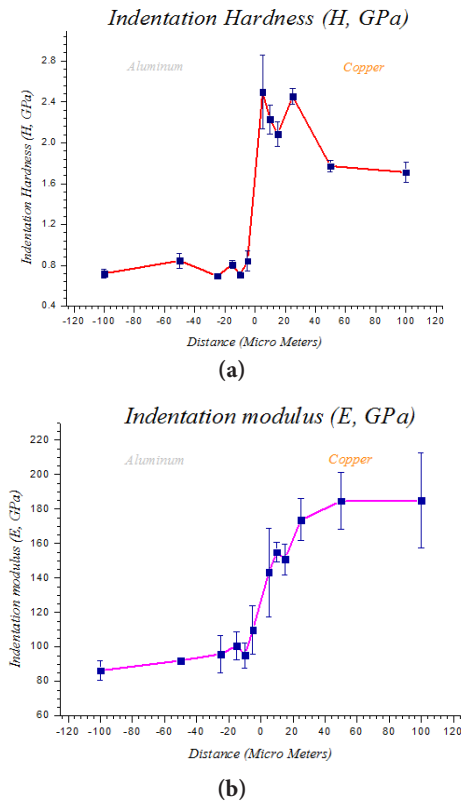 Indentation Hardness (H, GPa)
Aluminum
Copper
Indentation Hardness (H, GPa)
2.8
2.4
2.0
1.6
1.2
0.8
0.4
-120 -100 -80 -60 -40 -20 0 20 40 60 80 100 120
Distance (Micro Meters)
(a)
Indentation modulus (E, GPa)
Aluminum
Copper
Indentation modulus (E, GPa)
220
200
180
160
140
120
100
80
60
-120 -100 -80 -60 -40 -20 0 20 40 60 80 100 120
Distance (Micro Meters)
(b)